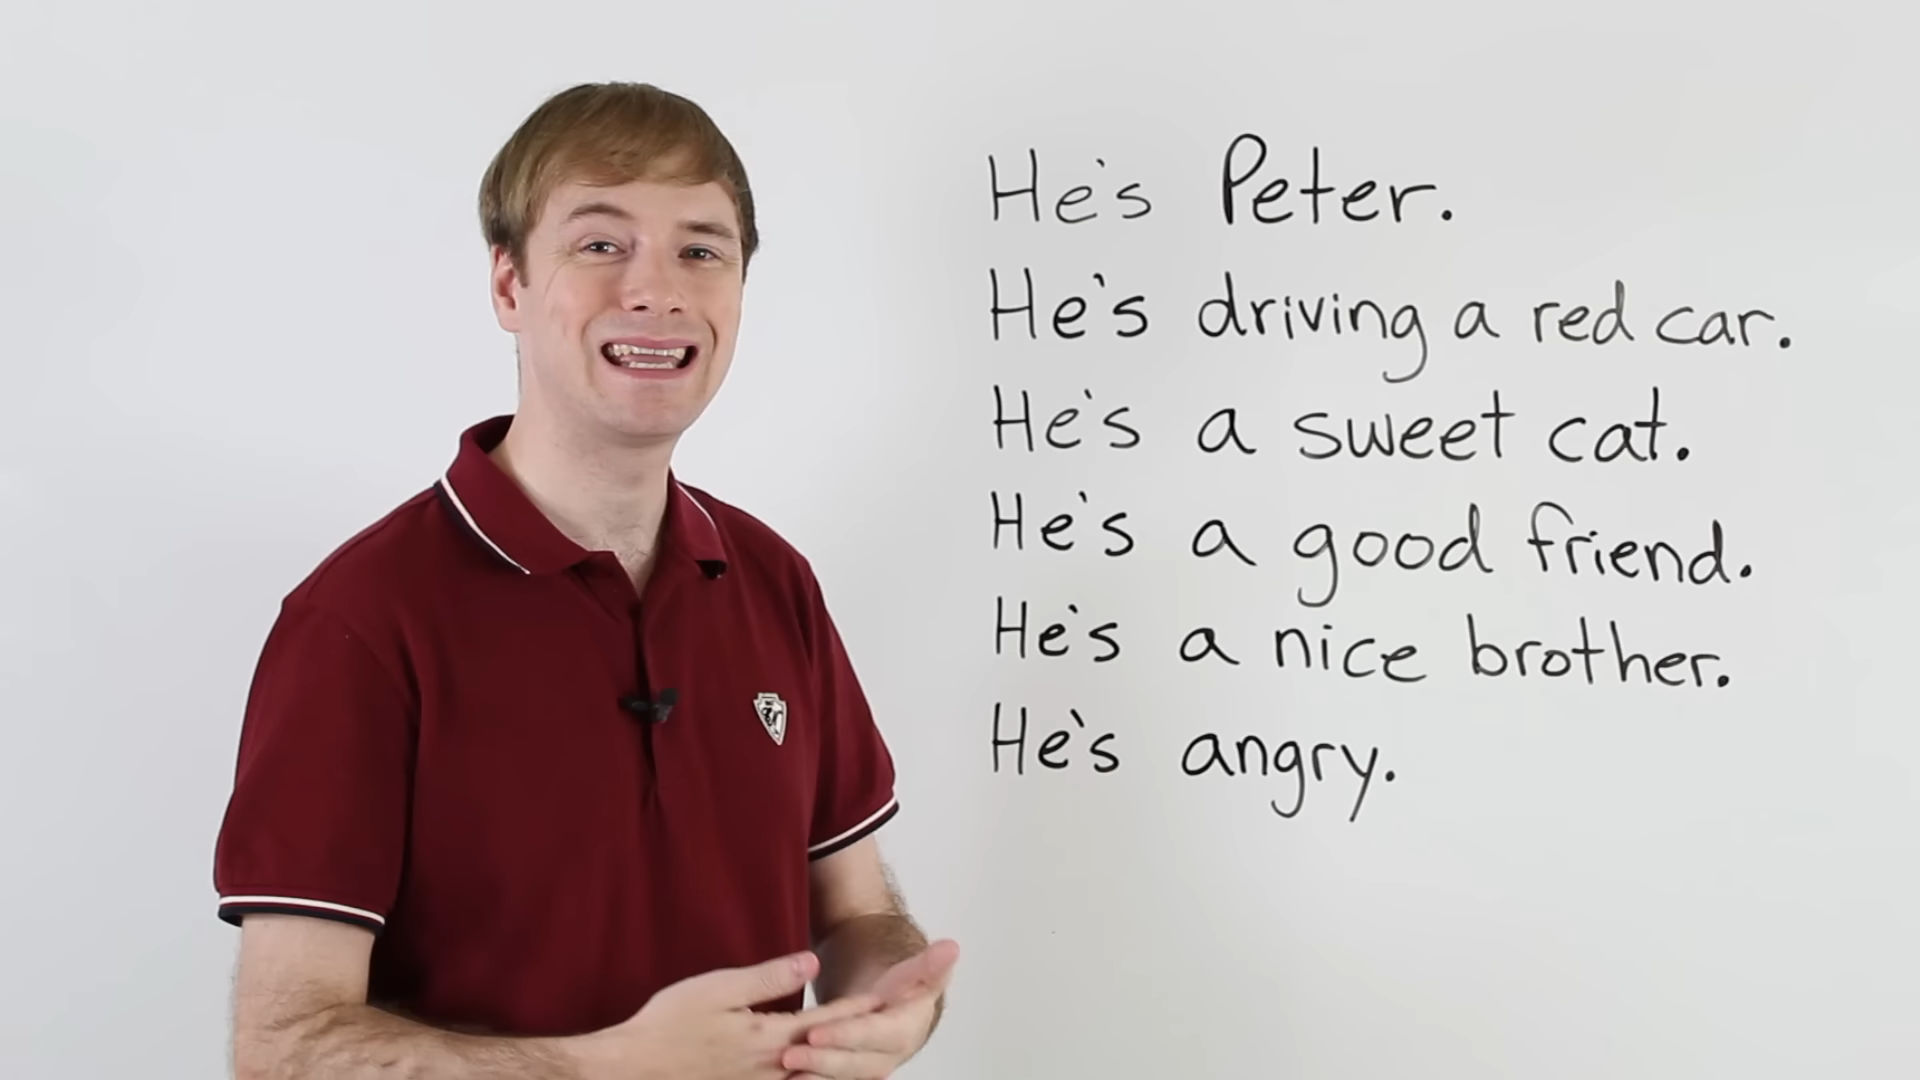 He's Peter.
He's driving a red car.
He's a sweet cat.
He's a good friend.
He's a nice brother.
He's angry.